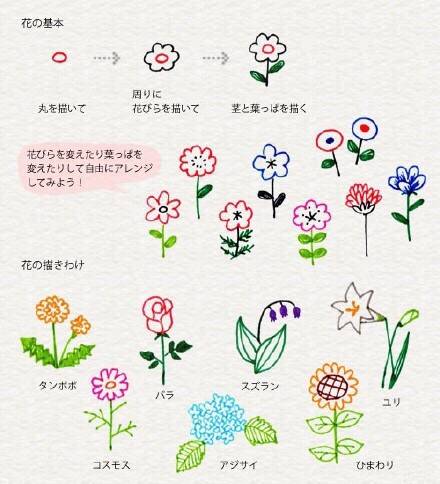 花の基本
丸を描いて
周りに
花びらを描いて
茎と葉っぱを描く
花びらを変えたり葉っぱを
変えたりして自由にアレンジ
してみよう！
花の描きわけ
タンポポ
バラ
スズラン
ユリ
コスモス
アジサイ
ひまわり